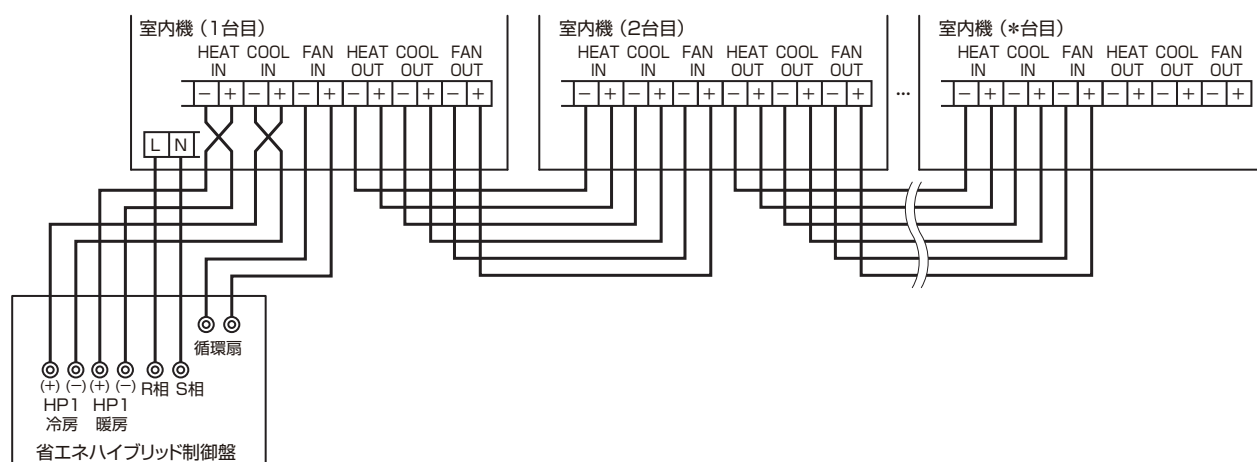 室内機（1台目）
HEAT COOL FAN HEAT COOL FAN
IN IN IN OUT OUT OUT
－ ＋ － ＋ － ＋ － ＋ － ＋ － ＋
L N
室内機（2台目）
HEAT COOL FAN HEAT COOL FAN
IN IN IN OUT OUT OUT
－ ＋ － ＋ － ＋ － ＋ － ＋ － ＋
…
室内機（*台目）
HEAT COOL FAN HEAT COOL FAN
IN IN IN OUT OUT OUT
－ ＋ － ＋ － ＋ － ＋ － ＋ － ＋
循環扇
(＋) (－) (＋) (－) R相 S相
HP1 HP1
冷房 暖房
省エネハイブリッド制御盤